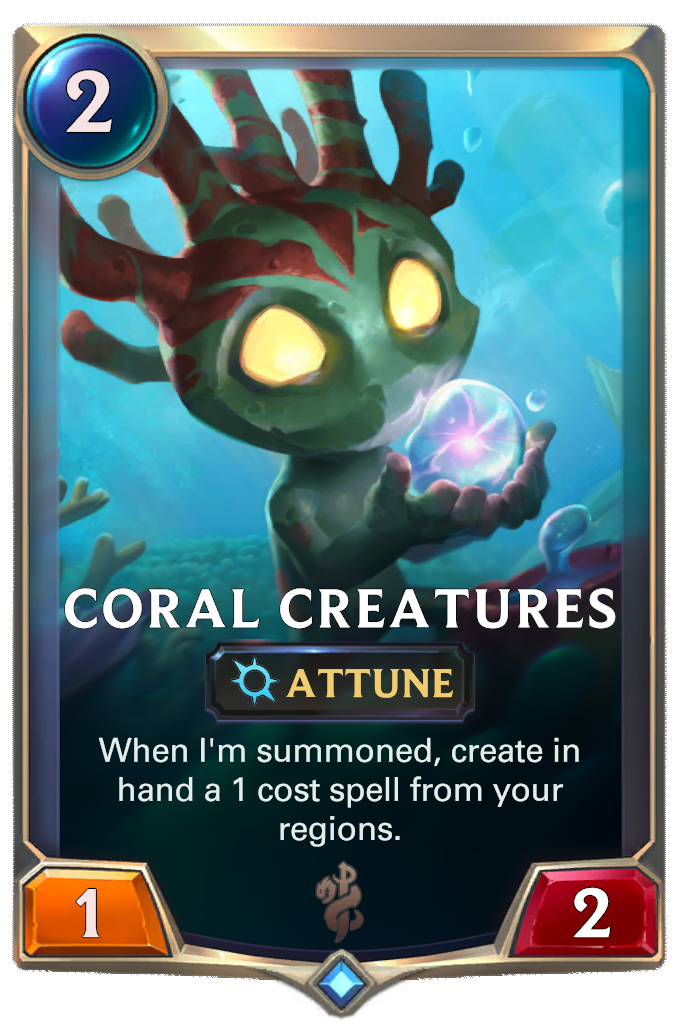 2
CORAL CREATURES
ATTUNE
When I'm summoned, create in
hand a 1 cost spell from your
regions.
1
2